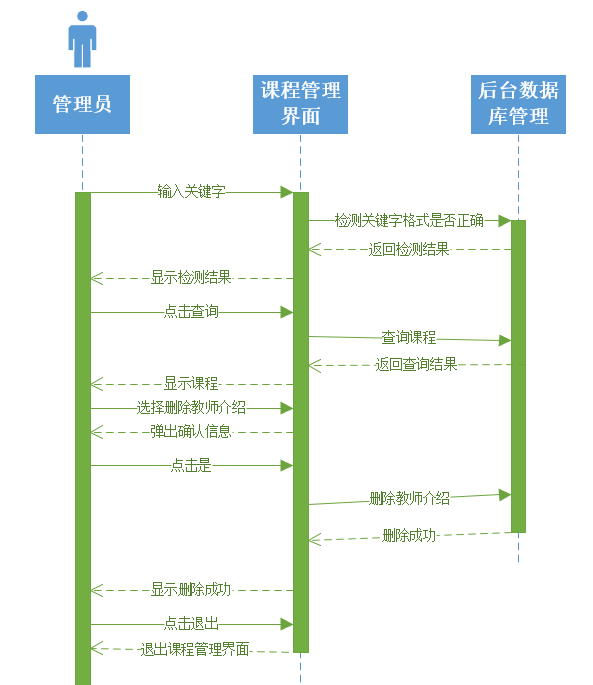 管理员
课程管理
界面
后台数据
库管理
输入关键字
检测关键字格式是否正确
返回检测结果
显示检测结果
点击查询
查询课程
返回查询结果
显示课程
选择删除教师介绍
弹出确认信息
点击是
删除教师介绍
删除成功
显示删除成功
点击退出
退出课程管理界面